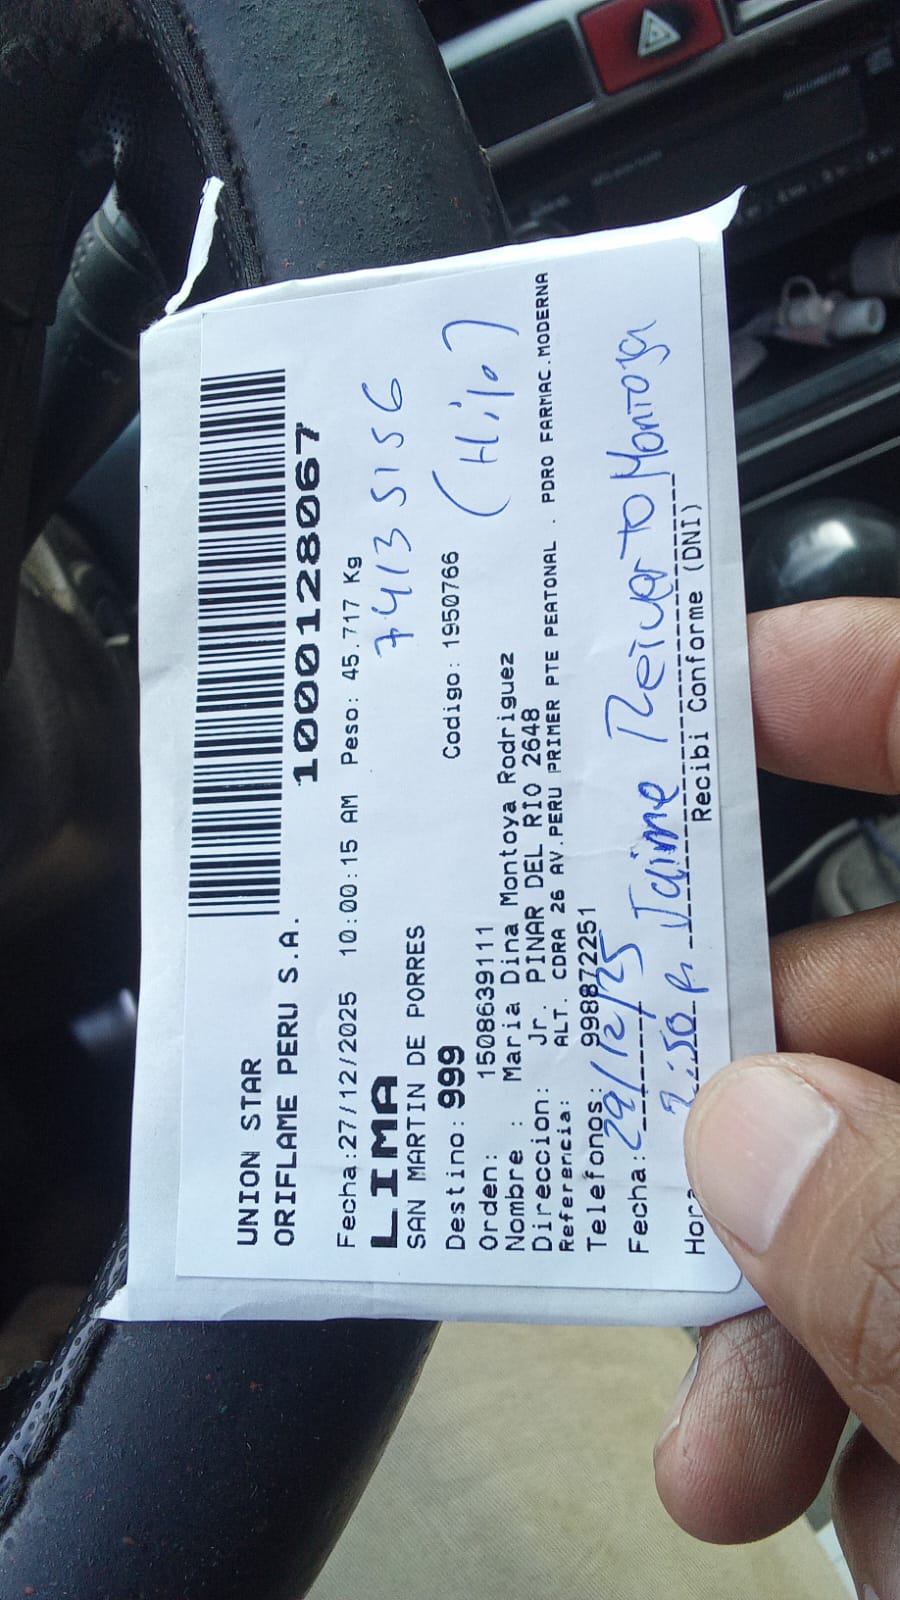 UNION STAR
ORIFLAME PERU S.A.
1000128067
Fecha:27/12/2025 10:00:15 AM Peso: 45.717 Kg
LIMA
74135156
SAN MARTIN DE PORRES
Destino: 999 Codigo: 1950766
(Hijo)
Orden: 1508639111
Nombre : Maria Dina Montoya Rodriguez
Direccion: Jr. PINAR DEL RIO 2648
Referencia: ALT. CDRA 26 AV.PERU PRIMER PTE PEATONAL . PDRO FARMAC.MODERNA
Telefonos: 998872251
Fecha: 29/12/25 Jaime Montoya
Hora 2:50 P.
Recibi Conforme (DNI)